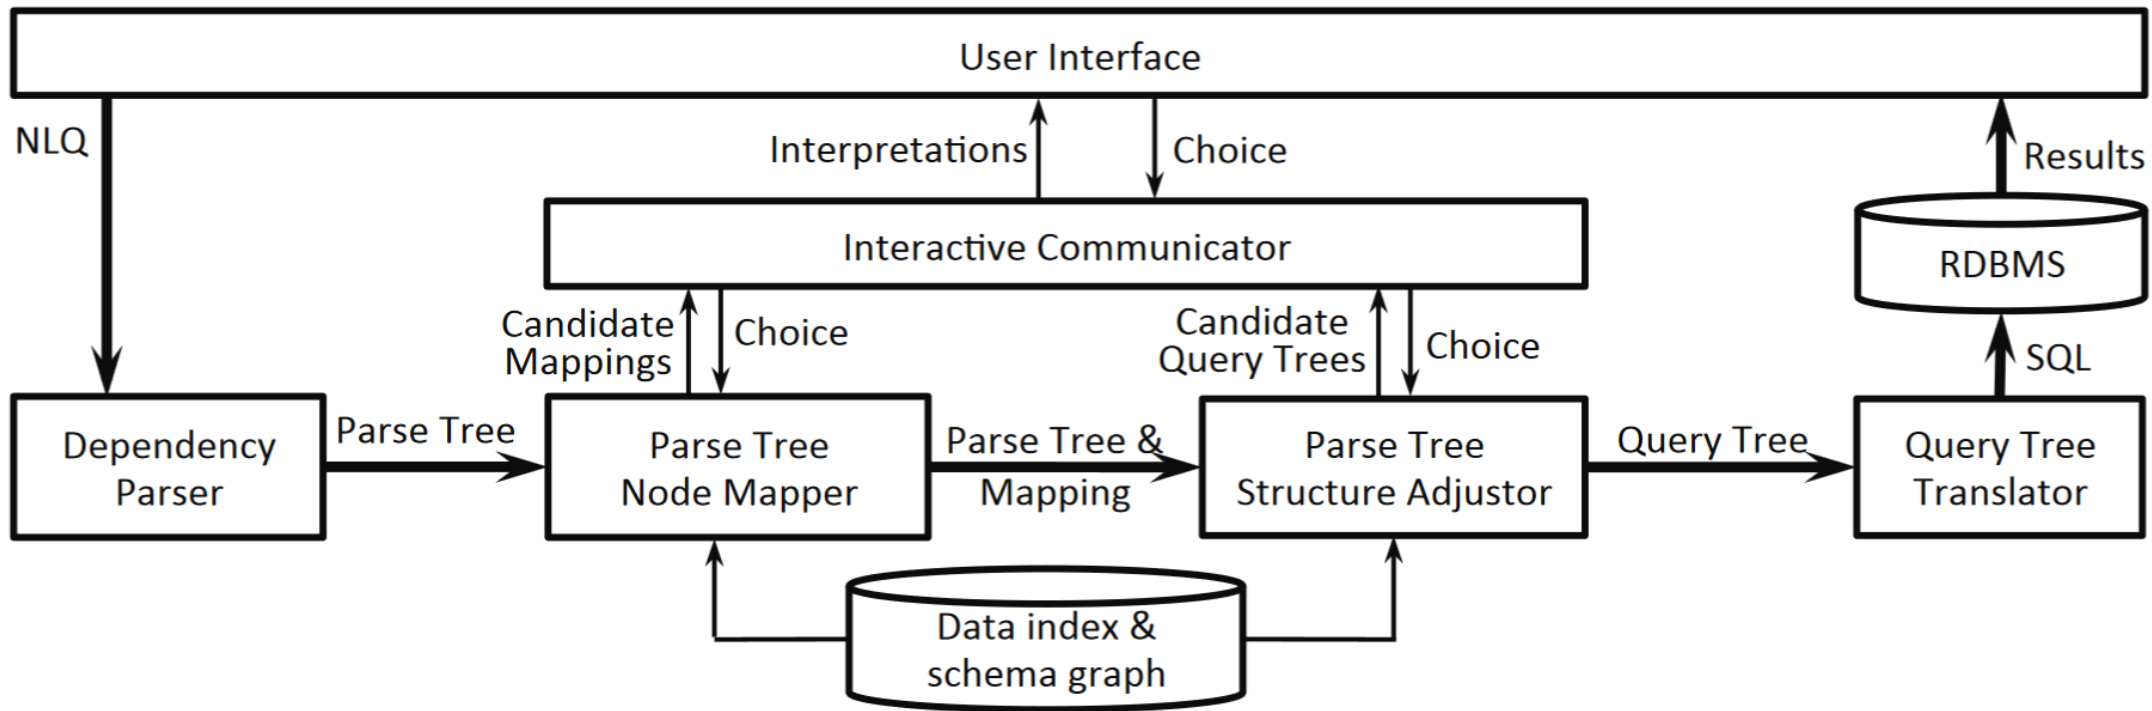 User Interface
NLQ
Interpretations
Choice
Results
Interactive Communicator
RDBMS
Candidate
Mappings
Choice
Candidate
Query Trees
Choice
SQL
Dependency
Parser
Parse Tree
Parse Tree
Node Mapper
Parse Tree &
Mapping
Parse Tree
Structure Adjustor
Query Tree
Query Tree
Translator
Data index &
schema graph